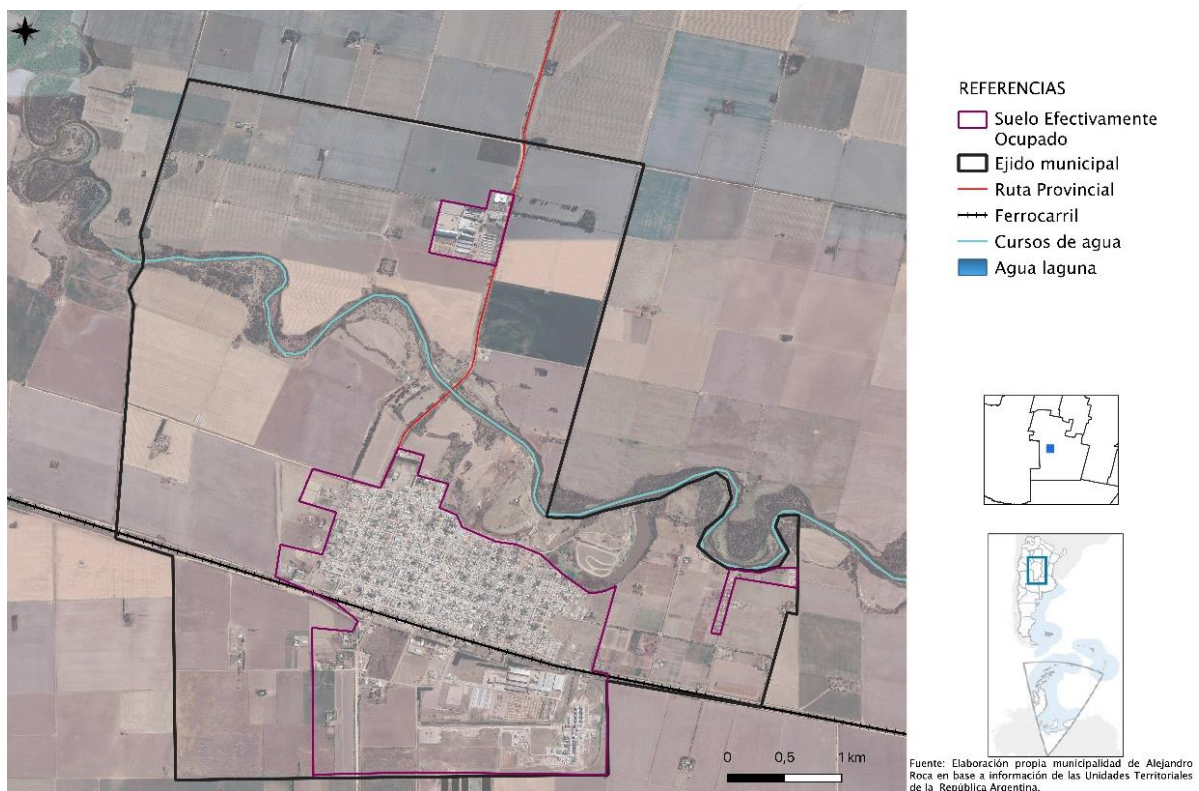 REFERENCIAS
Suelo Efectivamente
Ocupado
Ejido municipal
Ruta Provincial
Ferrocarril
Cursos de agua
Agua laguna
0 0,5 1 km
Fuente: Elaboración propia municipalidad de Alejandro
Roca en base a información de las Unidades Territoriales
de la República Argentina.